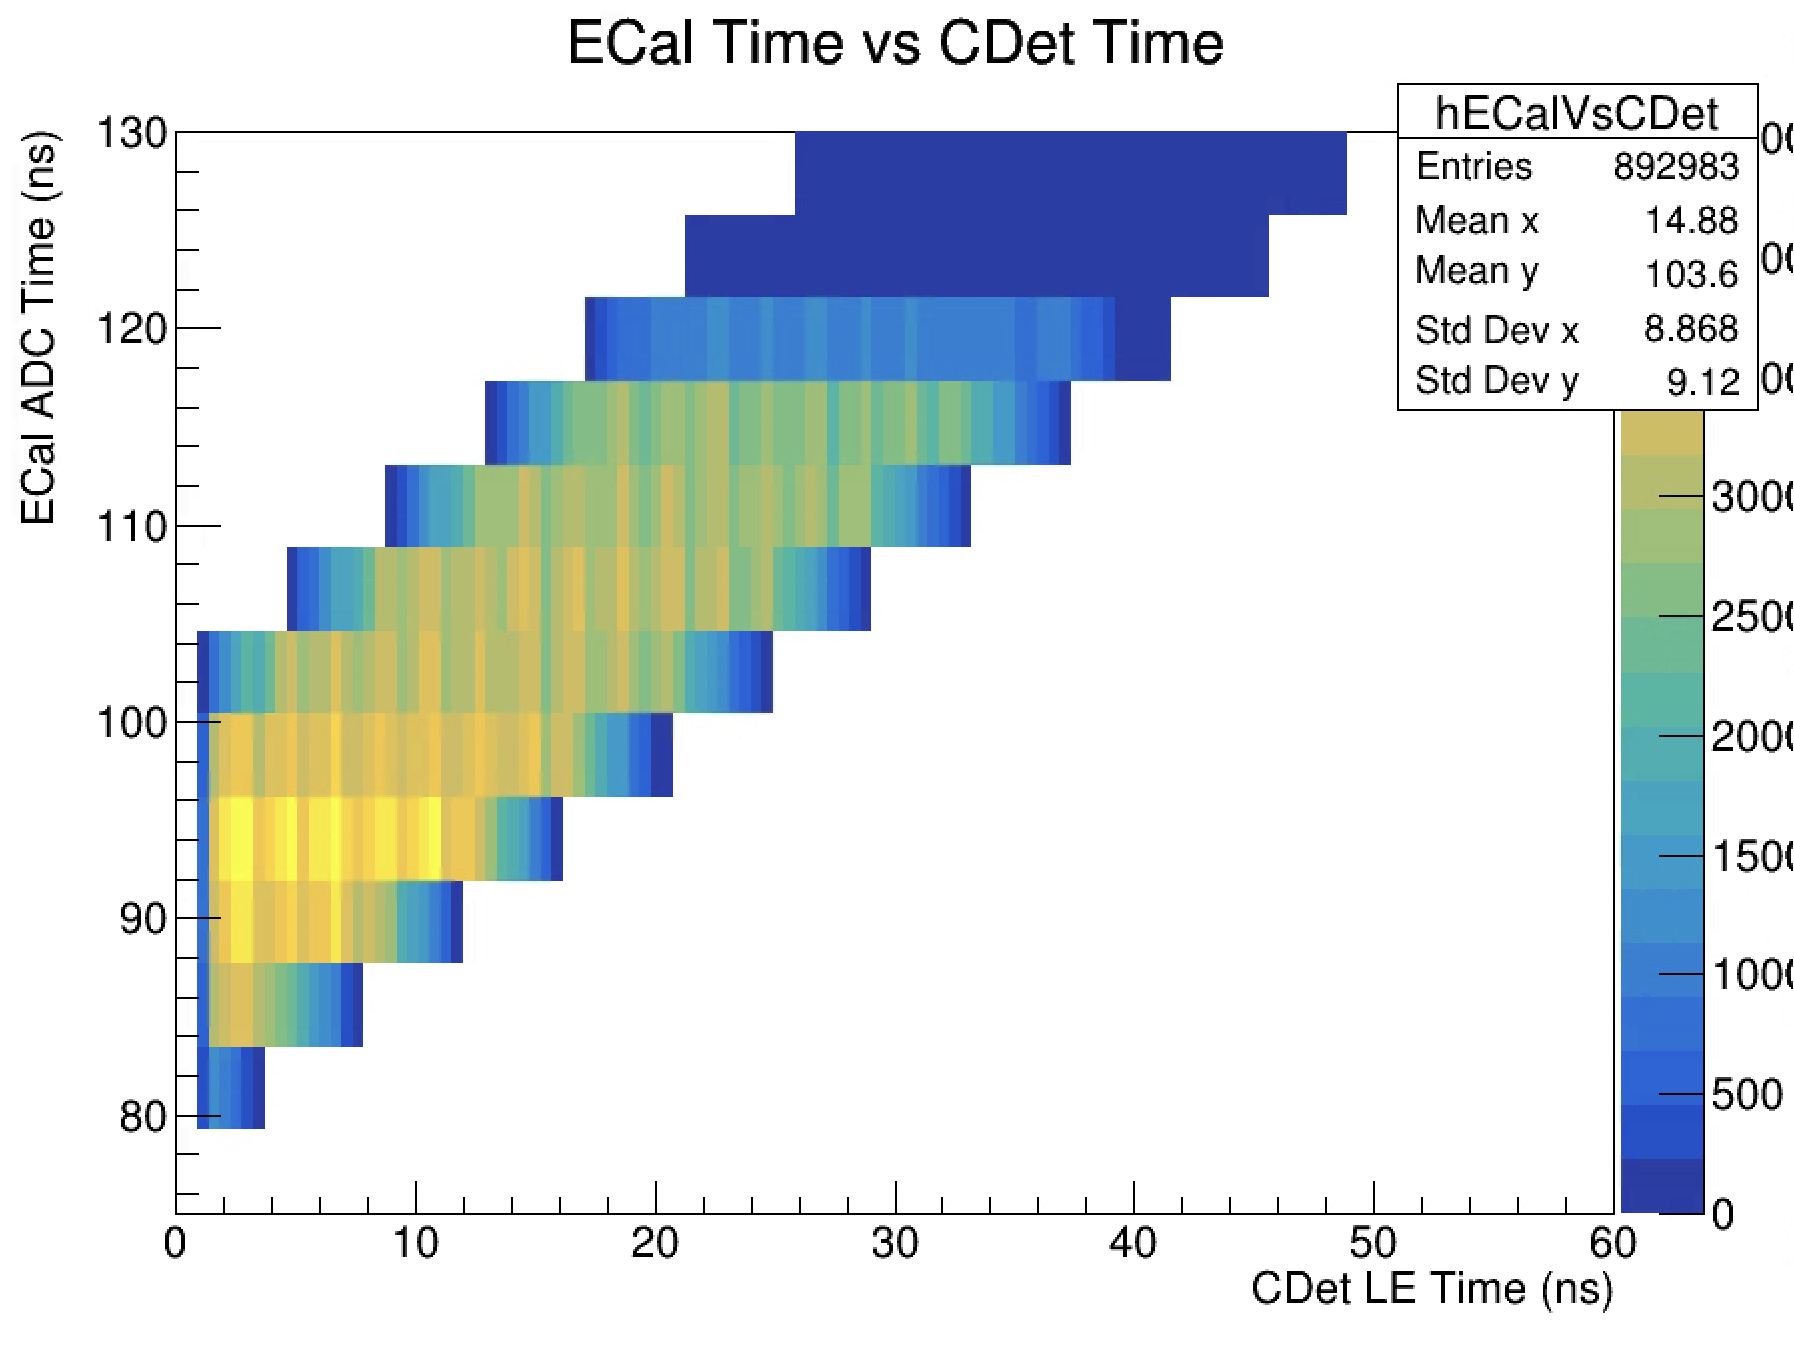 ECal Time vs CDet Time
hECalVsCDet
Entries 892983
Mean x 14.88
Mean y 103.6
Std Dev x 8.868
Std Dev y 9.12
ECal ADC Time (ns)
130
120
110
100
90
80
0 10 20 30 40 50 60
CDet LE Time (ns)
3000
2500
2000
1500
1000
500
0